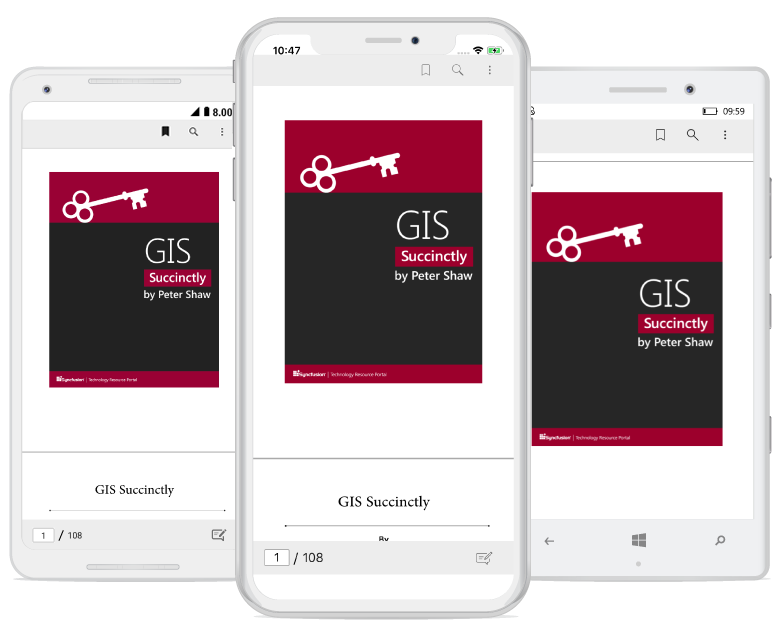 8.00
GIS
Succinctly
by Peter Shaw
Syncfusion | Technology Resource Portal
GIS Succinctly
1 / 108
10:47
GIS
Succinctly
by Peter Shaw
Syncfusion | Technology Resource Portal
GIS Succinctly
By
1 / 108
09:59
GIS
Succinctly
by Peter Shaw
Syncfusion | Technology Resource Portal